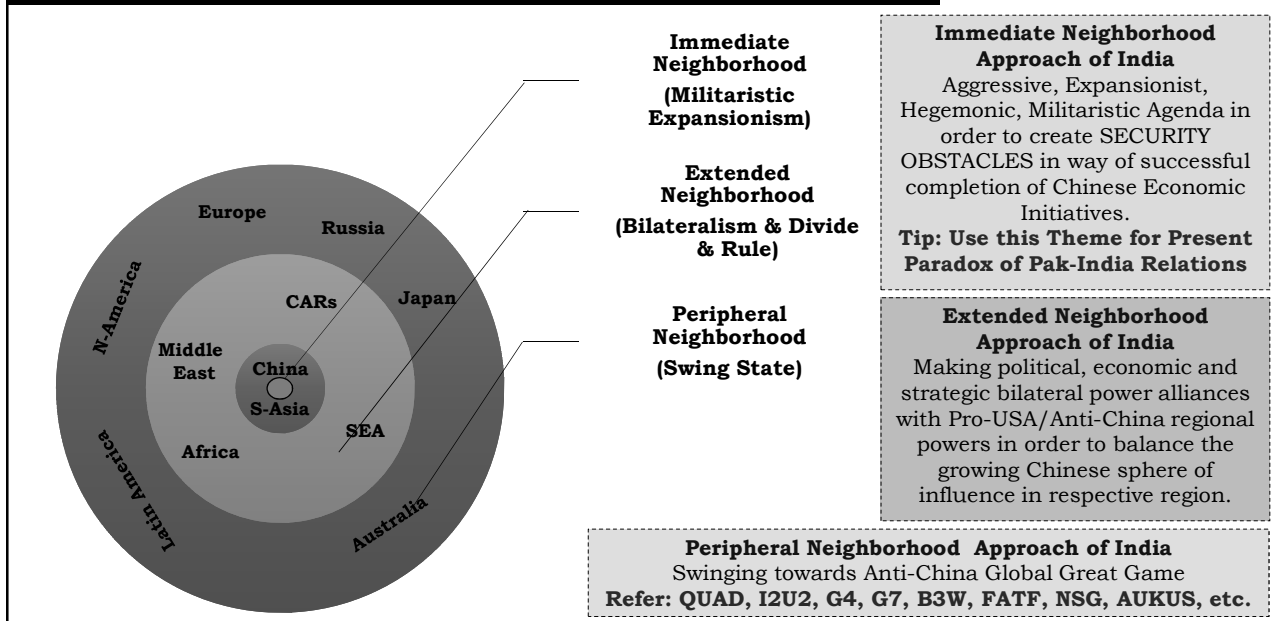 Europe
Russia
N-America
CARs
Japan
Middle
East
China
S-Asia
SEA
Africa
Latin America
Australia
Immediate
Neighborhood
(Militaristic
Expansionism)
Extended
Neighborhood
(Bilateralism & Divide
& Rule)
Peripheral
Neighborhood
(Swing State)
Immediate Neighborhood
Approach of India
Aggressive, Expansionist,
Hegemonic, Militaristic Agenda in
order to create SECURITY
OBSTACLES in way of successful
completion of Chinese Economic
Initiatives.
Tip: Use this Theme for Present
Paradox of Pak-India Relations
Extended Neighborhood
Approach of India
Making political, economic and
strategic bilateral power alliances
with Pro-USA/Anti-China regional
powers in order to balance the
growing Chinese sphere of
influence in respective region.
Peripheral Neighborhood Approach of India
Swinging towards Anti-China Global Great Game
Refer: QUAD, I2U2, G4, G7, B3W, FATF, NSG, AUKUS, etc.